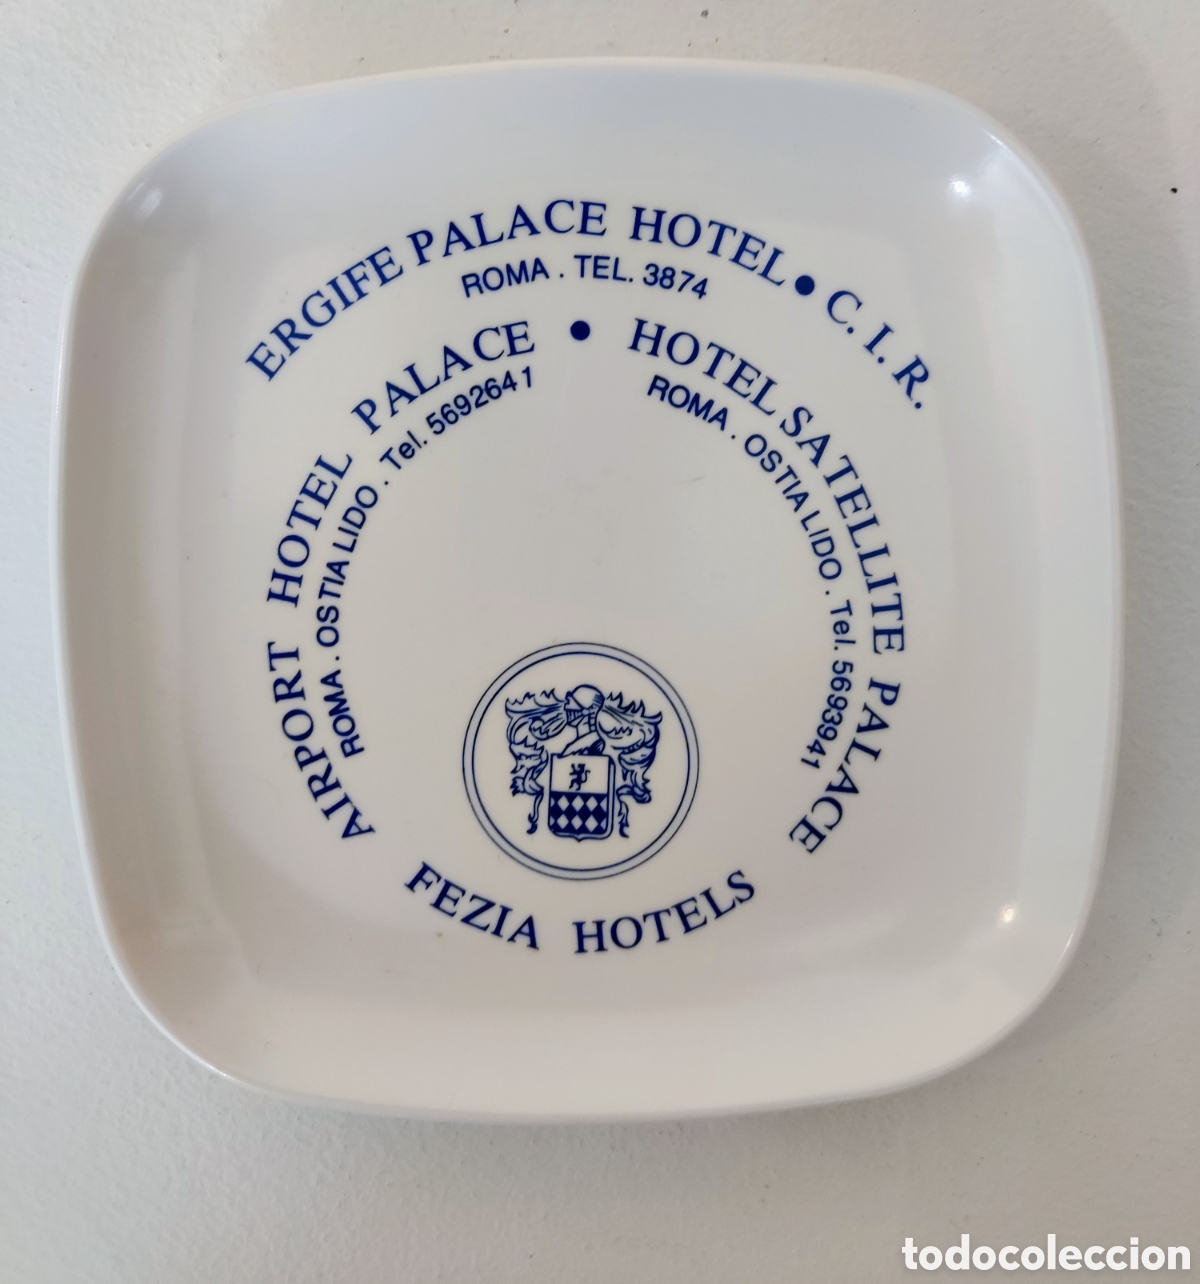 ERGIFE PALACE HOTEL • C.I.R.
ROMA . TEL. 3874
AIRPORT HOTEL PALACE • HOTEL SATELLITE PALACE
ROMA . OSTIA LIDO . Tel. 5692641
ROMA . OSTIA LIDO . Tel. 5693941
FEZIA HOTELS
todocoleccion